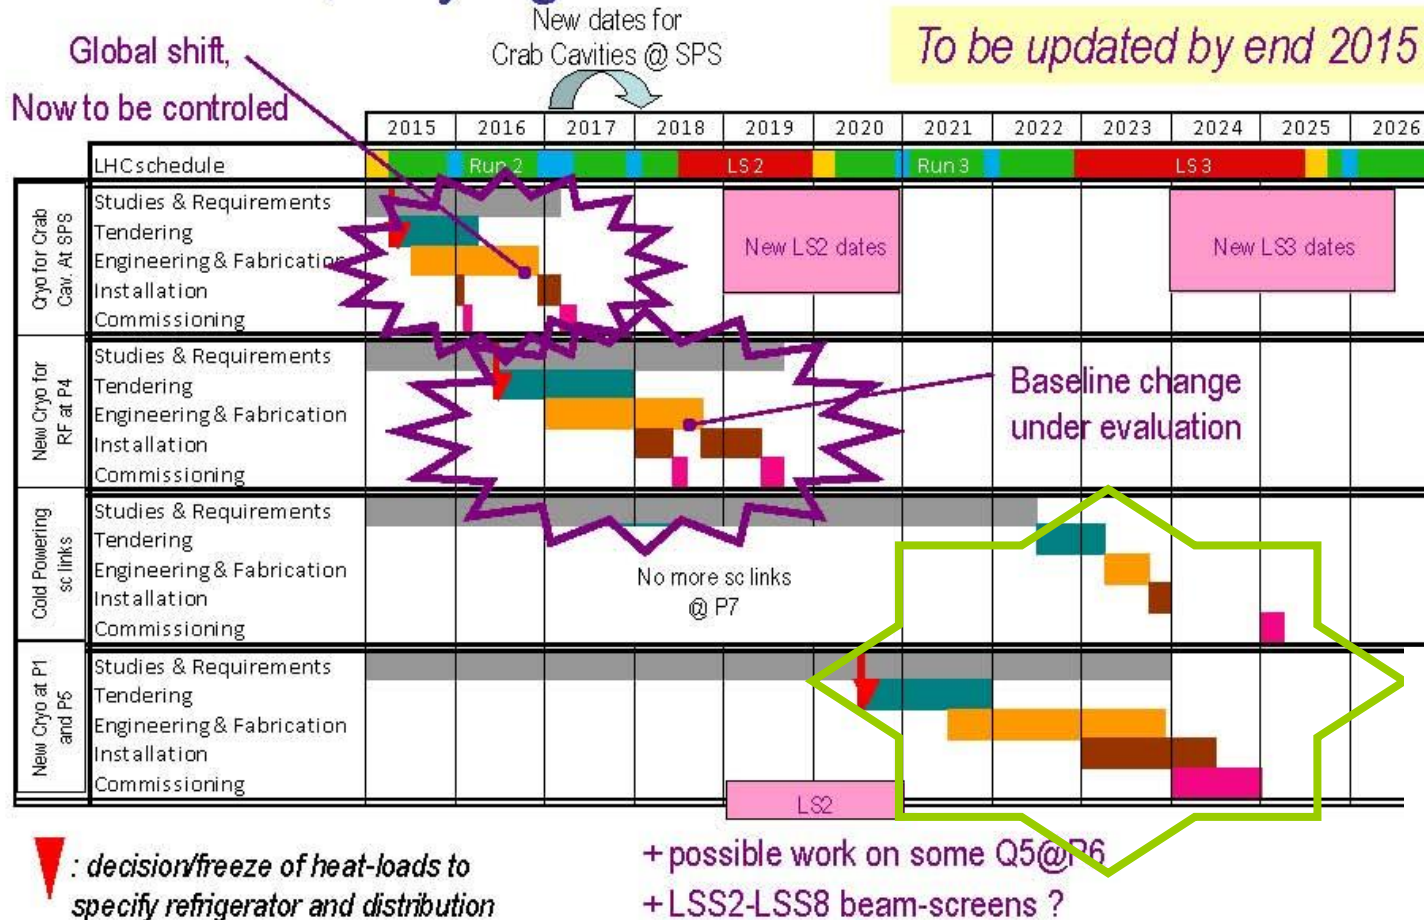 New dates for
Crab Cavities @ SPS
To be updated by end 2015
Global shift,
Now to be controled
2015 2016 2017 2018 2019 2020 2021 2022 2023 2024 2025 2026
LHC schedule Run 2 LS 2 Run 3 LS 3
Cryo for Crab
Cav. At SPS
Studies & Requirements
Tendering
Engineering & Fabrication
Installation
Commissioning
New LS2 dates
New LS3 dates
New Cryo for
RF at P4
Studies & Requirements
Tendering
Engineering & Fabrication
Installation
Commissioning
Baseline change
under evaluation
Cold Powering
sc links
Studies & Requirements
Tendering
Engineering & Fabrication
Installation
Commissioning
No more sc links
@ P7
New Cryo at P1
and P5
Studies & Requirements
Tendering
Engineering & Fabrication
Installation
Commissioning
LS2
: decision/freeze of heat-loads to
specify refrigerator and distribution
+ possible work on some Q5@P6
+ LSS2-LSS8 beam-screens ?